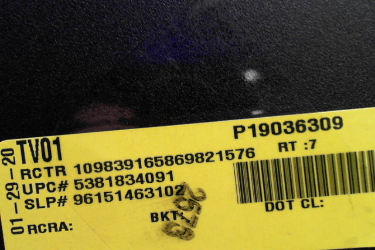 P19036309
01-29-20
TV01
RT :7
RCTR 109839165869821576
UPC# 5381834091
SLP# 96151463102
RCRA:
BKT:
DOT CL: